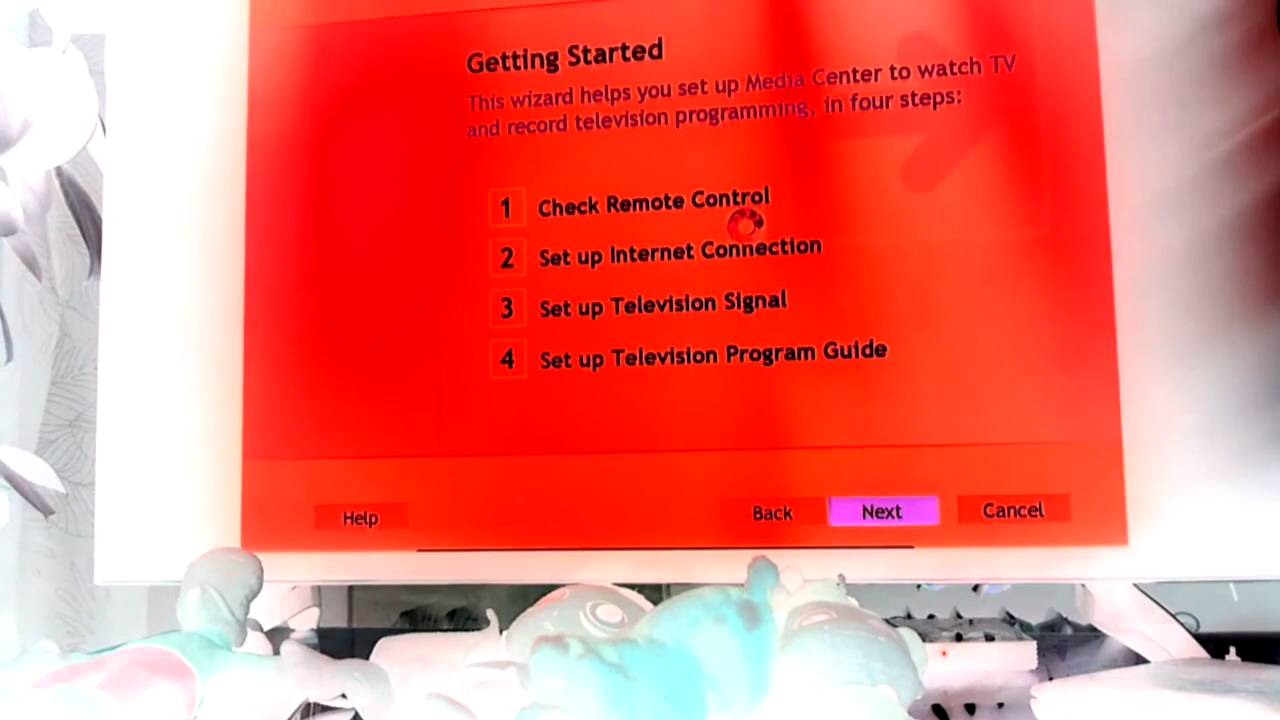 Getting Started
This wizard helps you set up Media Center to watch TV
and record television programming, in four steps:
1 Check Remote Control
2 Set up Internet Connection
3 Set up Television Signal
4 Set up Television Program Guide
Help Back Next Cancel